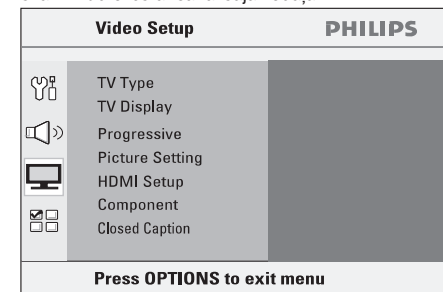 Video Setup PHILIPS
TV Type
TV Display
Progressive
Picture Setting
HDMI Setup
Component
Closed Caption
Press OPTIONS to exit menu